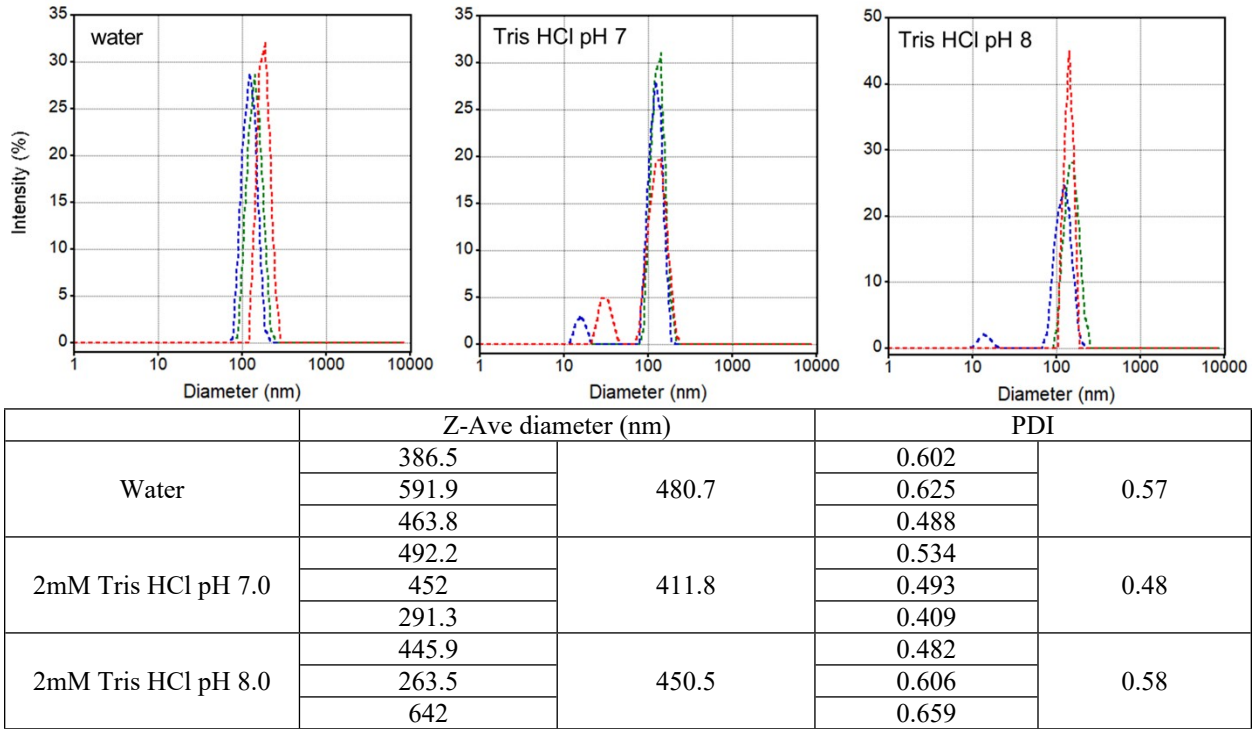 water
35
30
25
20
15
10
5
0
Intensity (%)
1 10 100 1000 10000
Diameter (nm)
Tris HCl pH 7
35
30
25
20
15
10
5
0
1 10 100 1000 10000
Diameter (nm)
Tris HCl pH 8
50
40
30
20
10
0
1 10 100 1000 10000
Diameter (nm)
Z-Ave diameter (nm) PDI
Water 386.5 480.7 0.602 0.57
591.9 0.625
463.8 0.488
2mM Tris HCl pH 7.0 492.2 411.8 0.534 0.48
452 0.493
291.3 0.409
2mM Tris HCl pH 8.0 445.9 450.5 0.482 0.58
263.5 0.606
642 0.659